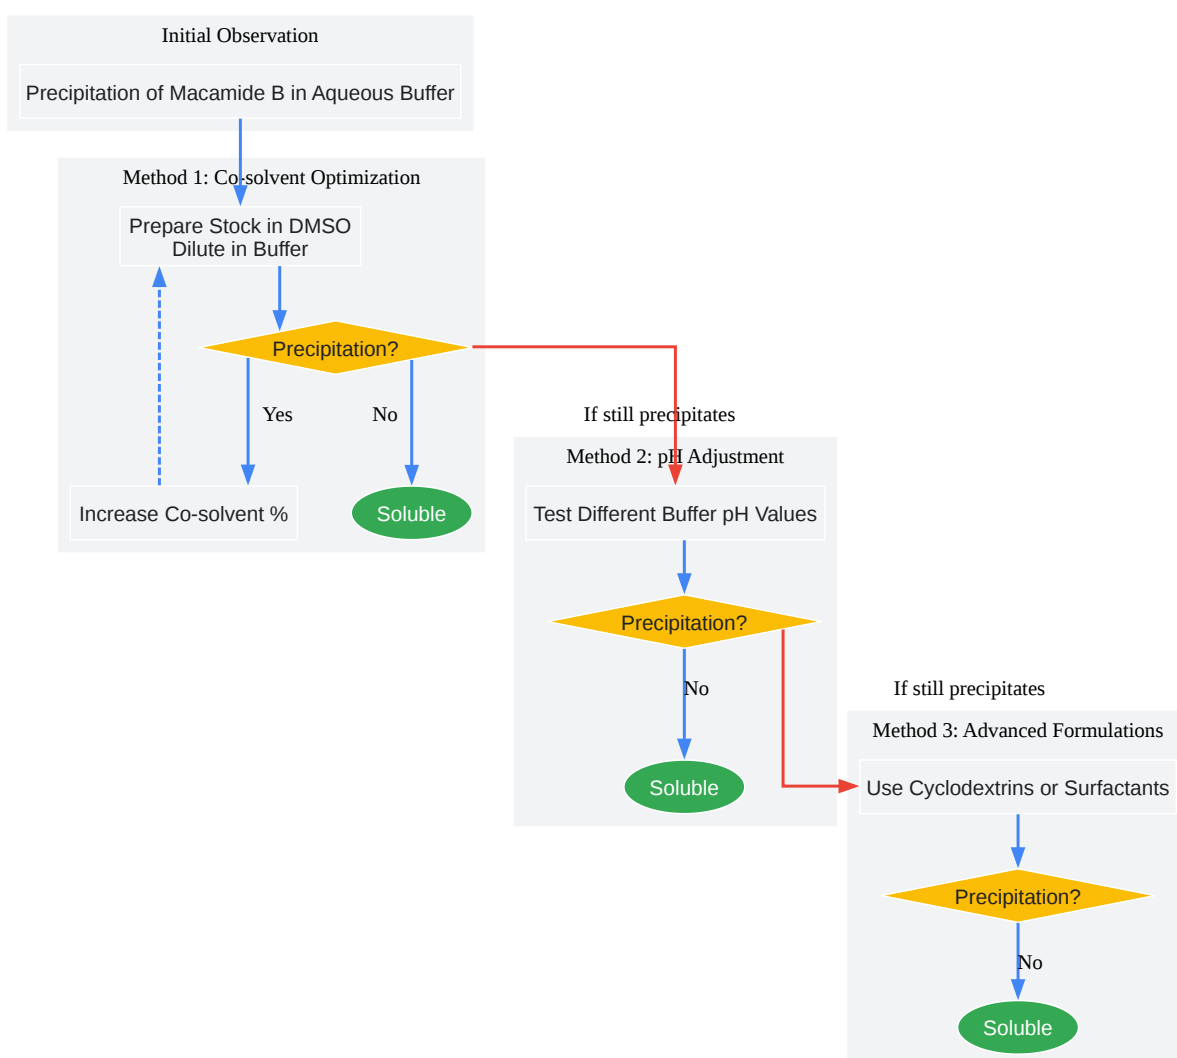 Initial Observation
Precipitation of Macamide B in Aqueous Buffer
Method 1: Co-solvent Optimization
Prepare Stock in DMSO
Dilute in Buffer
Precipitation?
Yes
No
Increase Co-solvent %
Soluble
If still precipitates
Method 2: pH Adjustment
Test Different Buffer pH Values
Precipitation?
No
Soluble
If still precipitates
Method 3: Advanced Formulations
Use Cyclodextrins or Surfactants
Precipitation?
No
Soluble